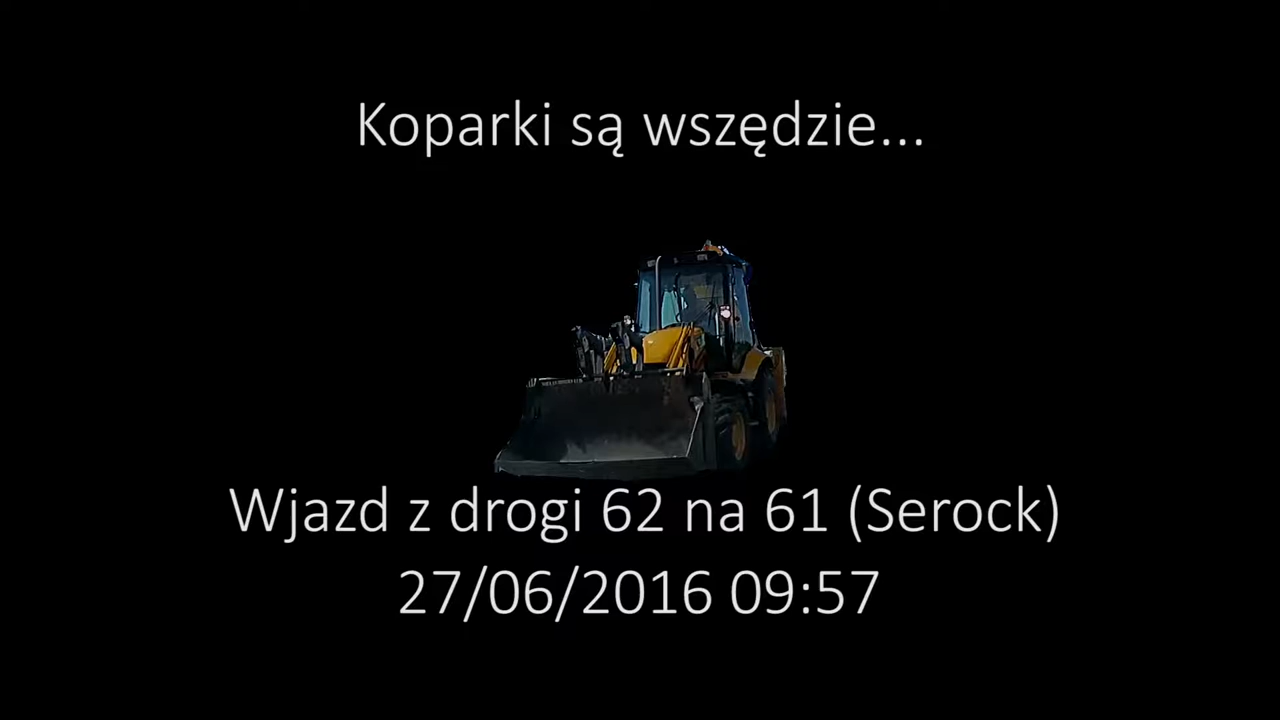 Koparki są wszędzie...
Wjazd z drogi 62 na 61 (Serock)
27/06/2016 09:57